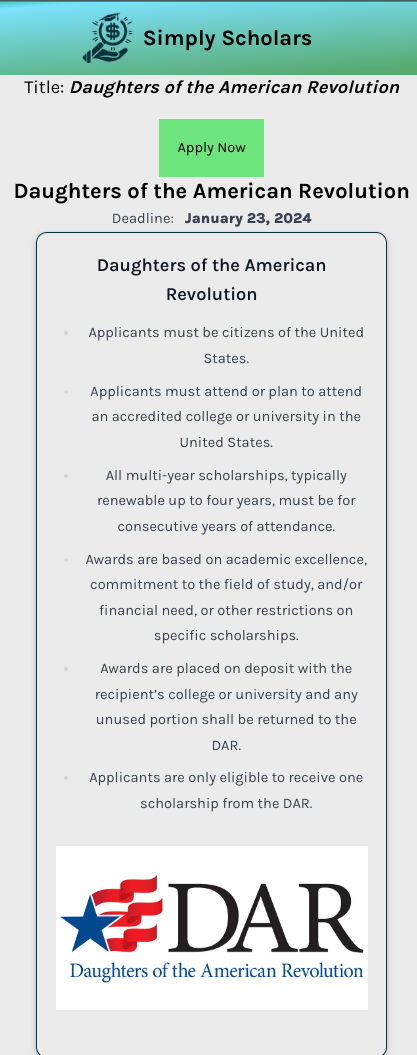 Simply Scholars
Title: Daughters of the American Revolution
Apply Now
Daughters of the American Revolution
Deadline: January 23, 2024
Daughters of the American
Revolution
Applicants must be citizens of the United
States.
Applicants must attend or plan to attend
an accredited college or university in the
United States.
All multi-year scholarships, typically
renewable up to four years, must be for
consecutive years of attendance.
Awards are based on academic excellence,
commitment to the field of study, and/or
financial need, or other restrictions on
specific scholarships.
Awards are placed on deposit with the
recipient’s college or university and any
unused portion shall be returned to the
DAR.
Applicants are only eligible to receive one
scholarship from the DAR.
DAR
Daughters of the American Revolution